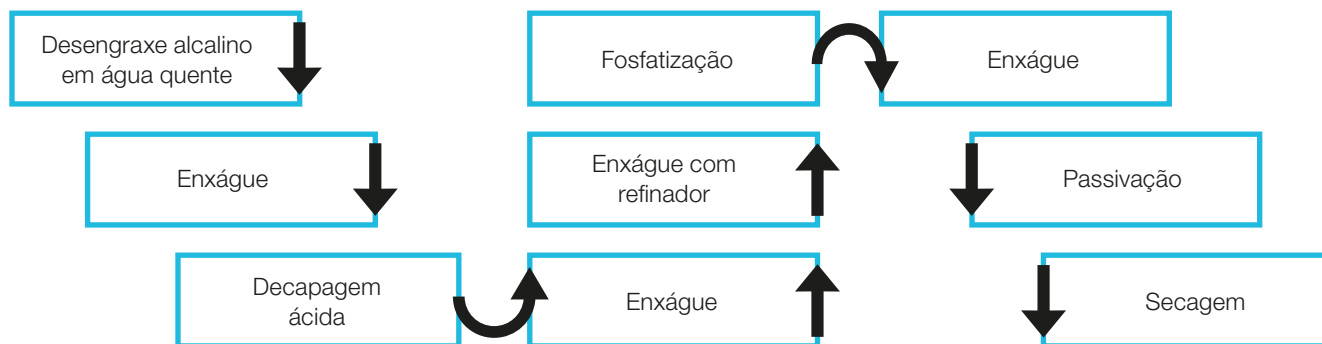 Desengraxe alcalino
em água quente
Enxágue
Decapagem
ácida
Enxágue
Enxágue com
refinador
Fosfatização
Enxágue
Passivação
Secagem